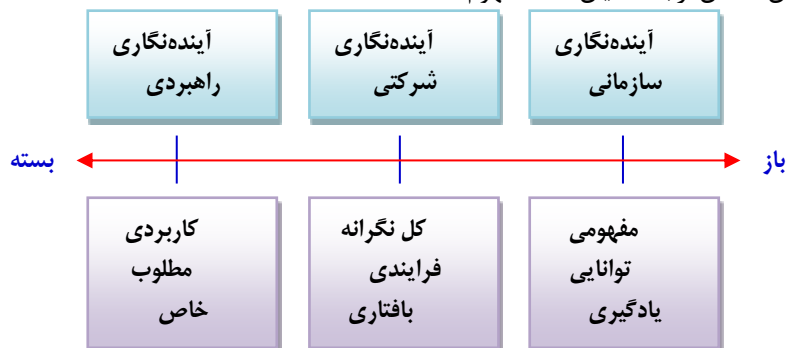 آینده‌نگاری
سازمانی
آینده‌نگاری
شرکتی
آینده‌نگاری
راهبردی
باز
بسته
مفهومی
توانایی
یادگیری
کل نگرانه
فرایندی
بافتاری
کاربردی
مطلوب
خاص